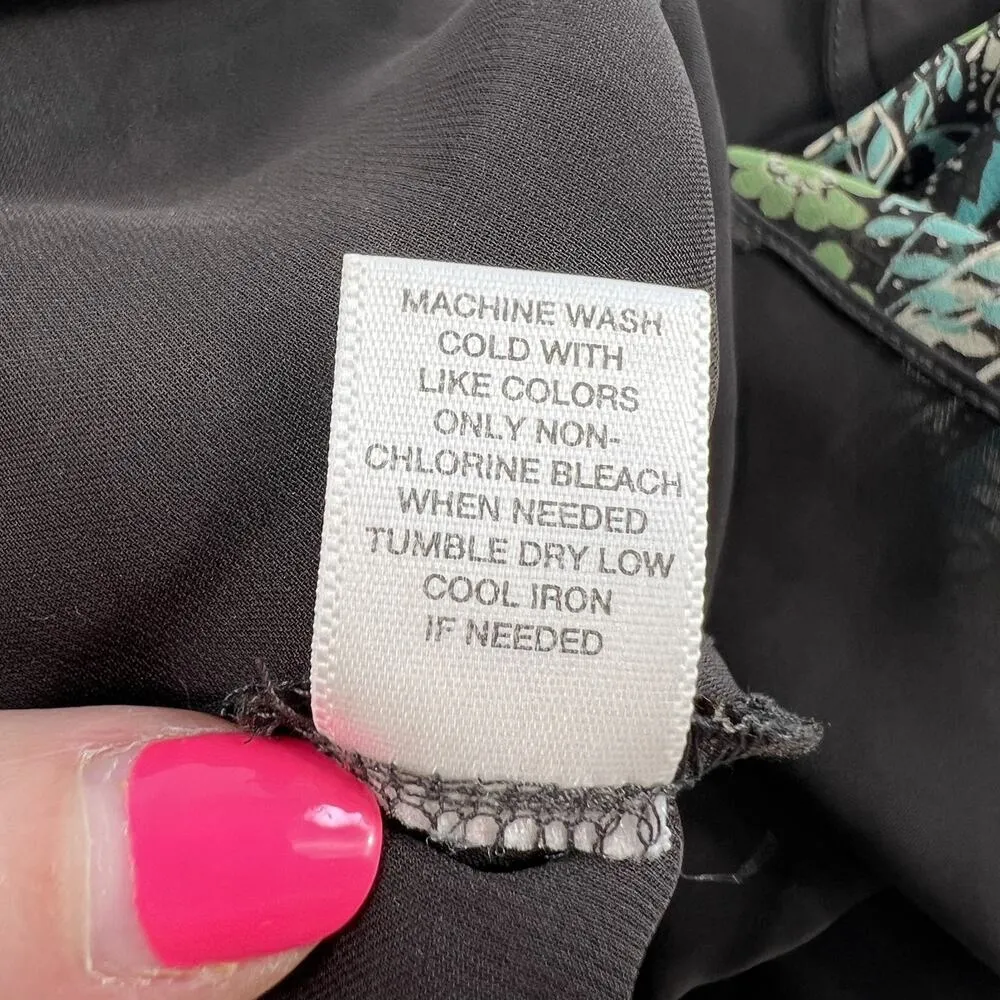 MACHINE WASH
COLD WITH
LIKE COLORS
ONLY NON-
CHLORINE BLEACH
WHEN NEEDED
TUMBLE DRY LOW
COOL IRON
IF NEEDED